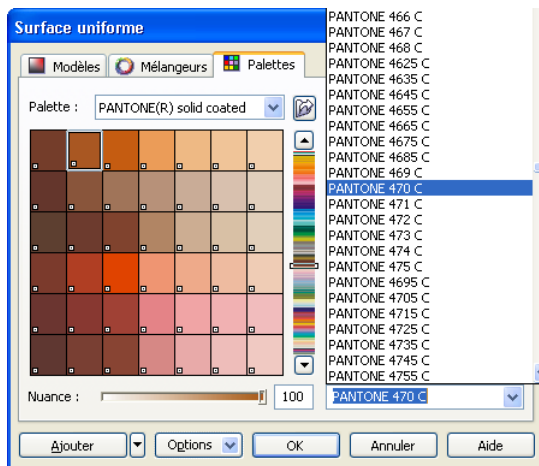 Surface uniforme
Modèles
Mélangeurs
Palettes
Palette :
PANTONE(R) solid coated
PANTONE 466 C
PANTONE 467 C
PANTONE 468 C
PANTONE 4625 C
PANTONE 4635 C
PANTONE 4645 C
PANTONE 4655 C
PANTONE 4665 C
PANTONE 4675 C
PANTONE 4685 C
PANTONE 469 C
PANTONE 470 C
PANTONE 471 C
PANTONE 472 C
PANTONE 473 C
PANTONE 474 C
PANTONE 475 C
PANTONE 4695 C
PANTONE 4705 C
PANTONE 4715 C
PANTONE 4725 C
PANTONE 4735 C
PANTONE 4745 C
PANTONE 4755 C
Nuance :
100
PANTONE 470 C
Ajouter
Options
OK
Annuler
Aide